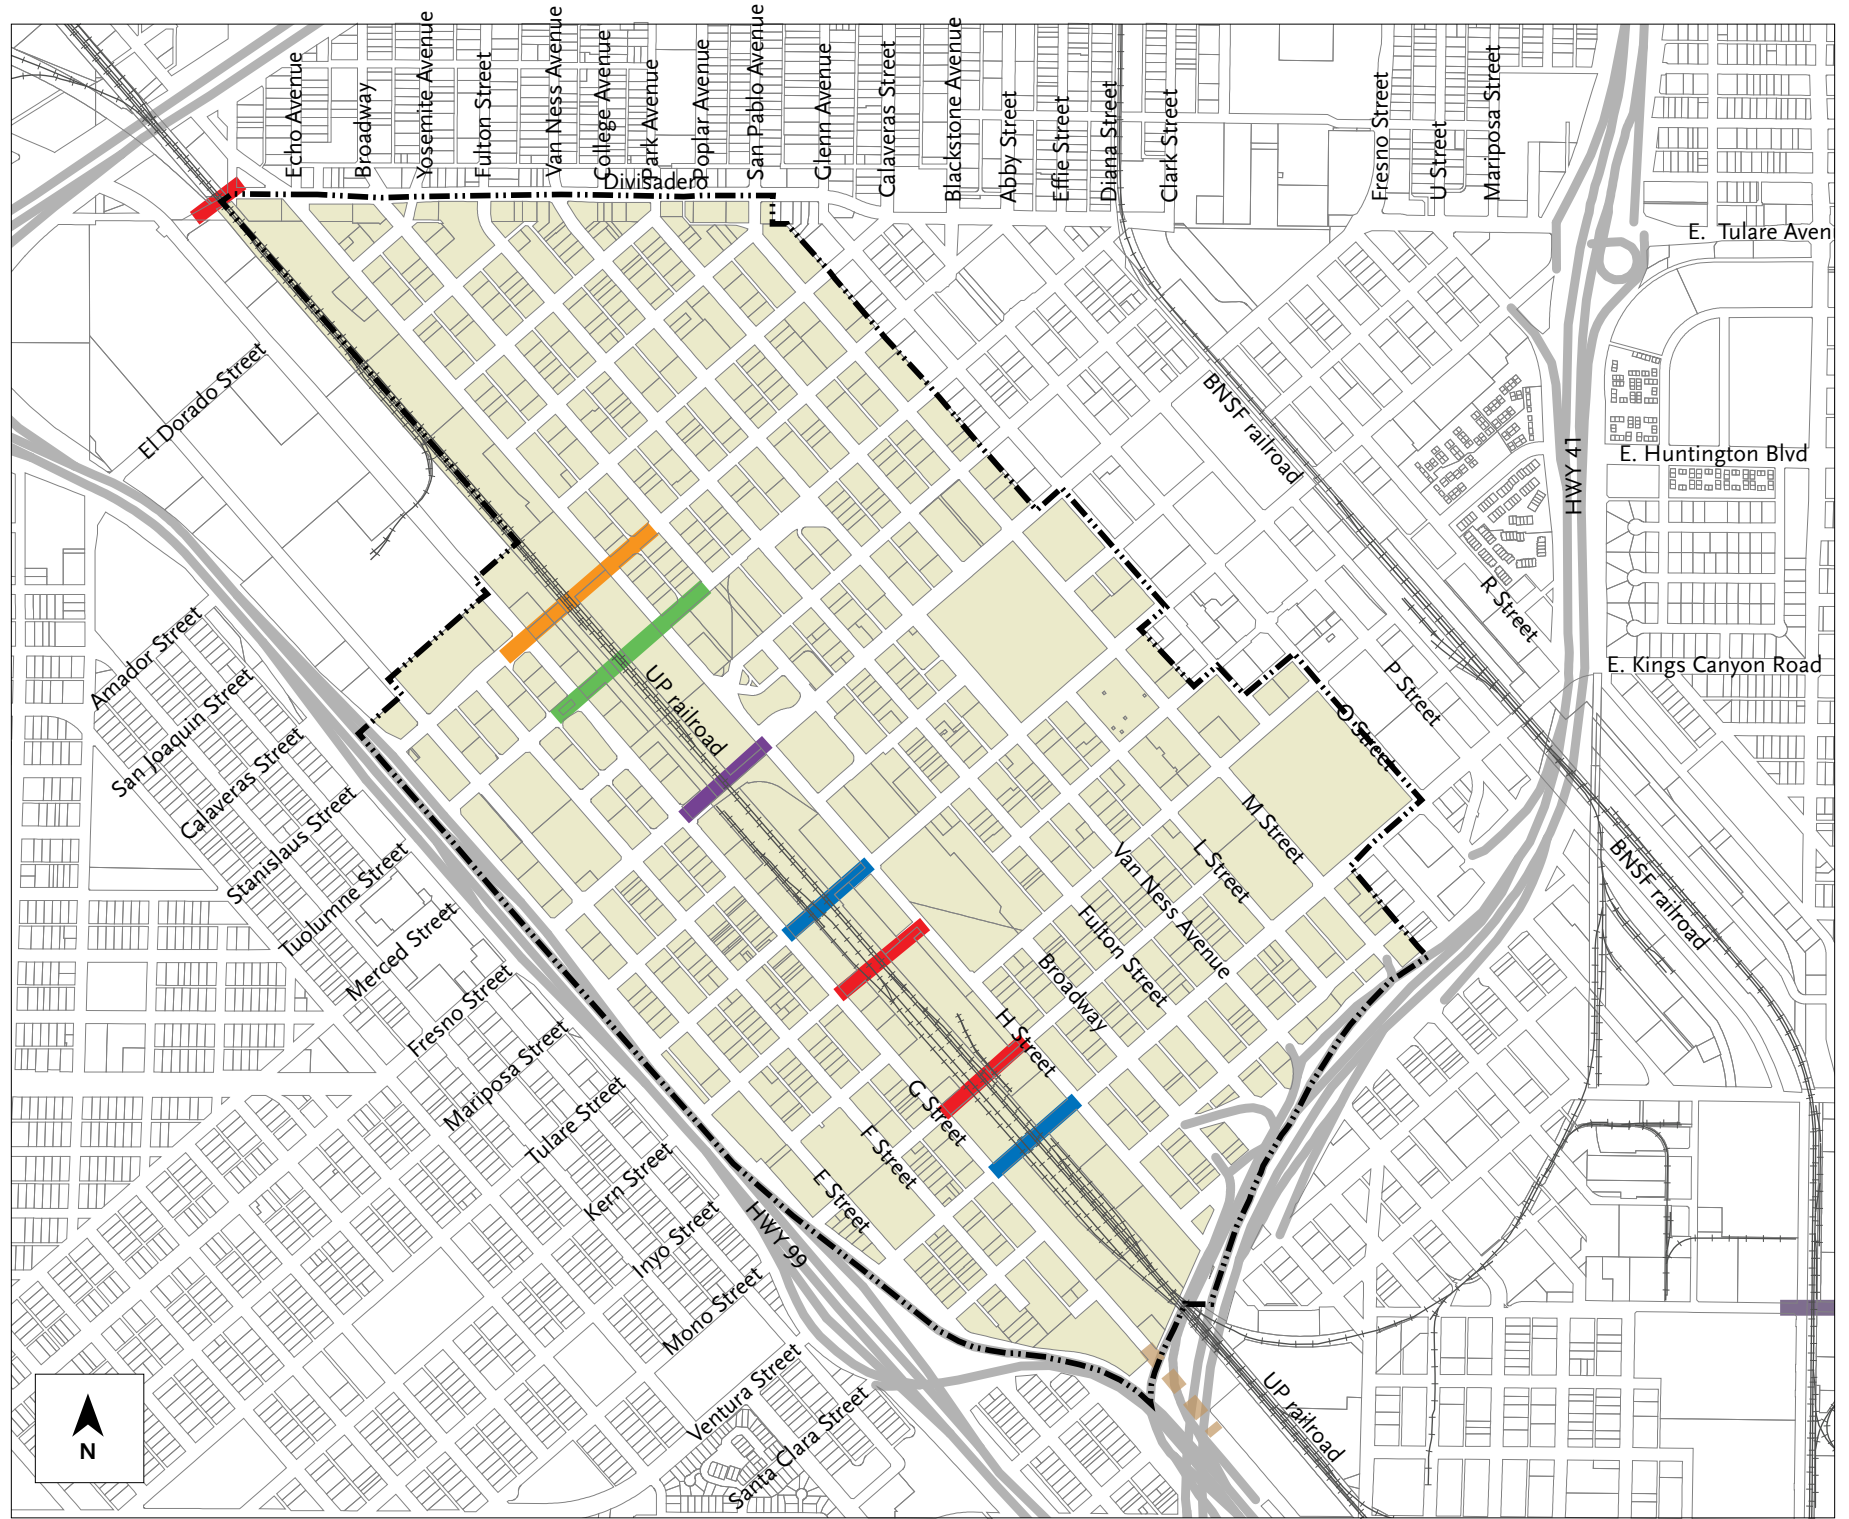 Echo Avenue
Broadway
Yosemite Avenue
Fulton Street
Van Ness Avenue
College Avenue
Park Avenue
Poplar Avenue
San Pablo Avenue
Glenn Avenue
Calaveras Street
Blackstone Avenue
Abby Street
Effie Street
Diana Street
Clark Street
Fresno Street
U Street
Mariposa Street
Divisadero
E. Tulare Aven
El Dorado Street
BNSF railroad
HWY 41
E. Huntington Blvd
R Street
E. Kings Canyon Road
Amador Street
San Joaquin Street
Calaveras Street
Stanislaus Street
Tuolumne Street
Merced Street
Fresno Street
Mariposa Street
Tulare Street
Kern Street
Inyo Street
Mono Street
Ventura Street
Santa Clara Street
UP railroad
P Street
O Street
M Street
L Street
Van Ness Avenue
Fulton Street
Broadway
H Street
G Street
F Street
E Street
HWY 99
BNSF railroad
UP railroad
N